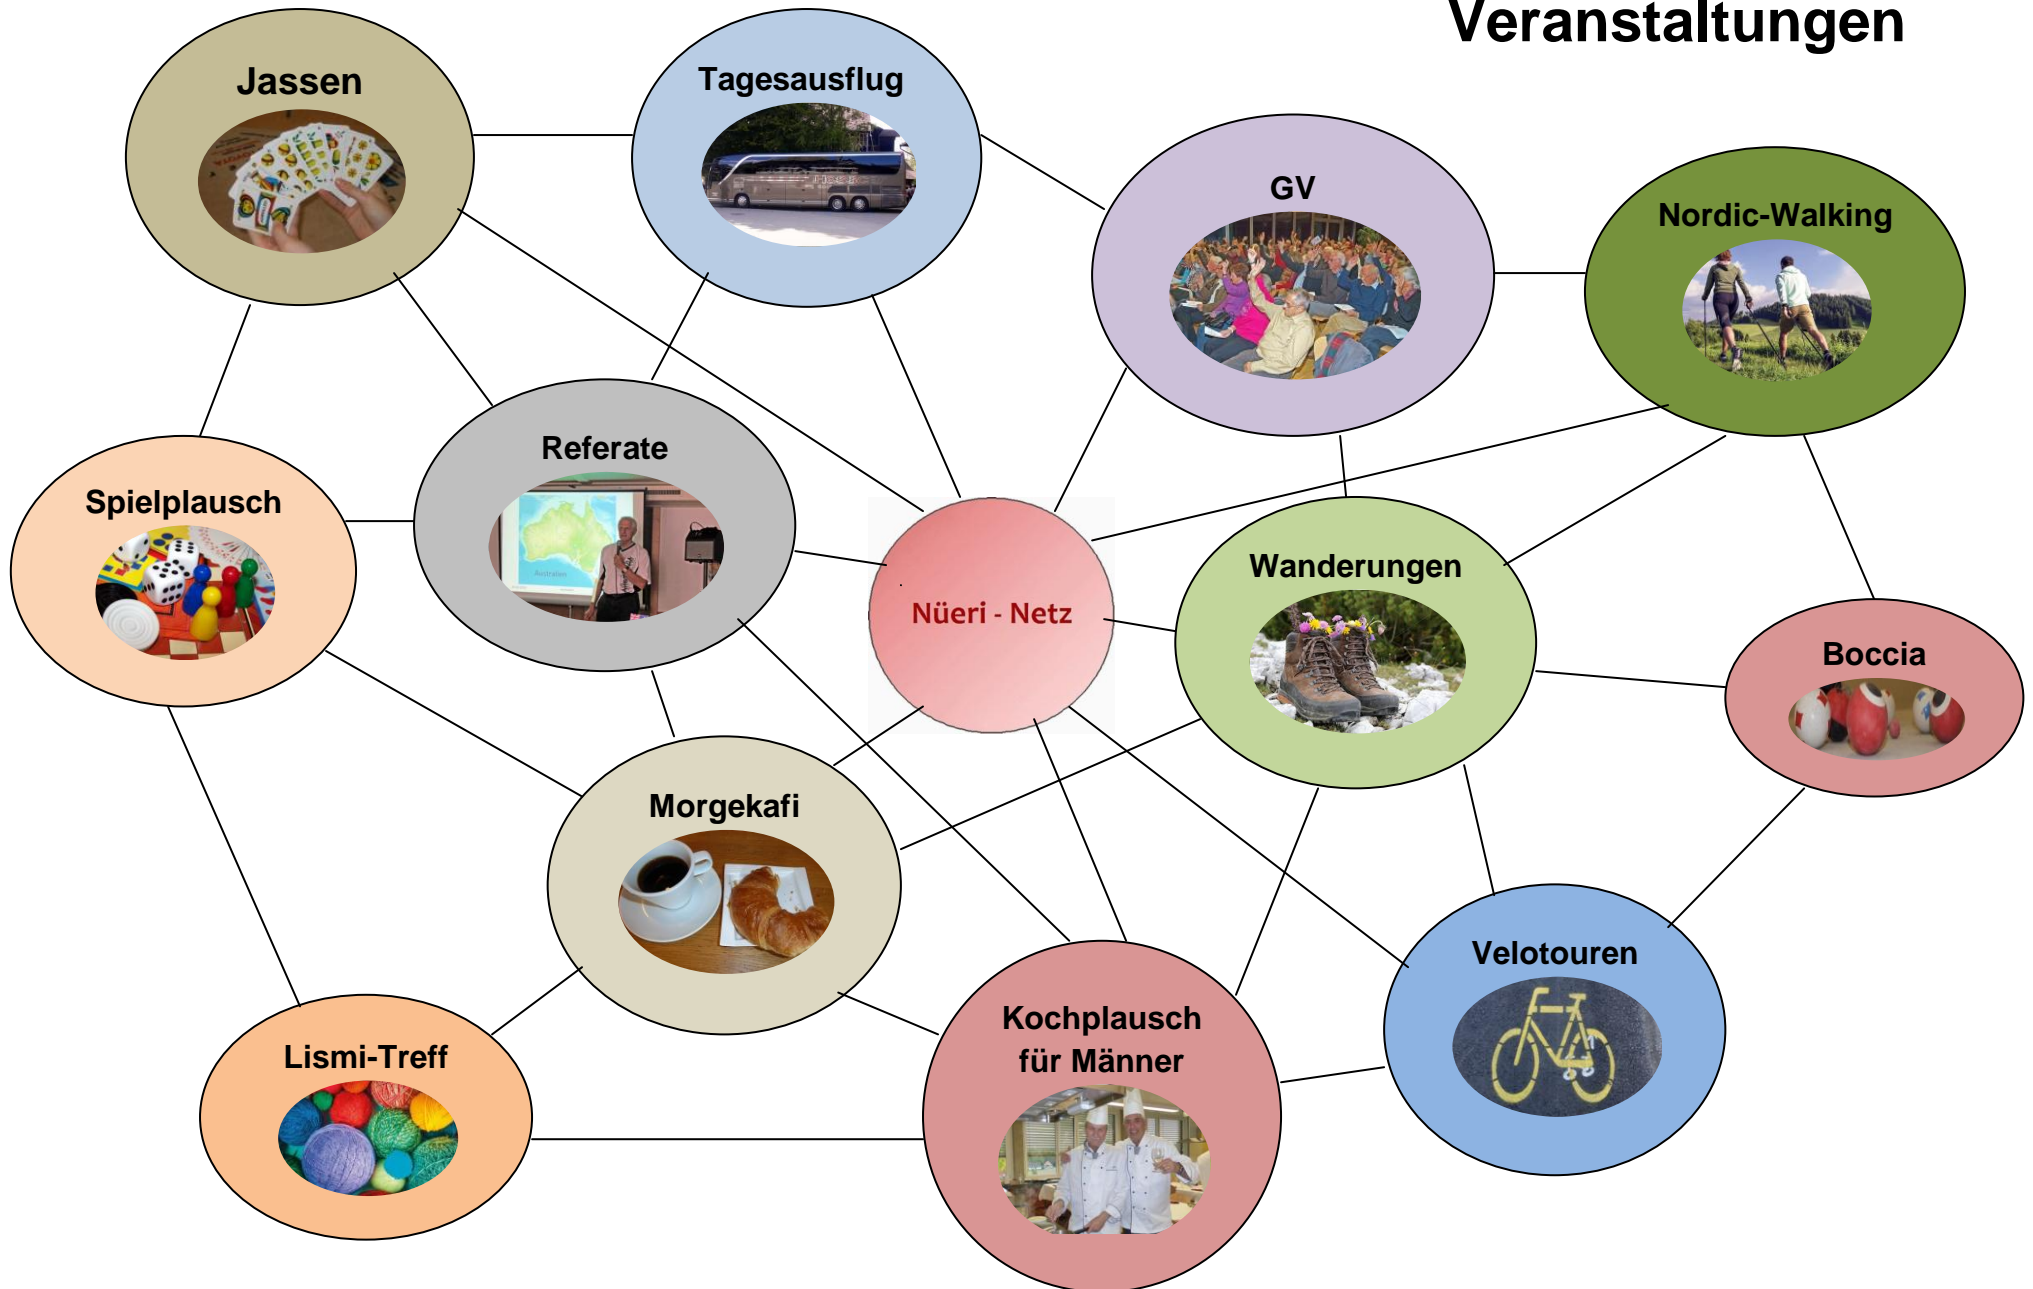 Veranstaltungen
Jassen
Tagesausflug
GV
Nordic-Walking
Referate
Spielplausch
Australien
Wanderungen
Nüeri - Netz
Boccia
Morgekafi
Velotouren
Kochplausch
für Männer
Lismi-Treff